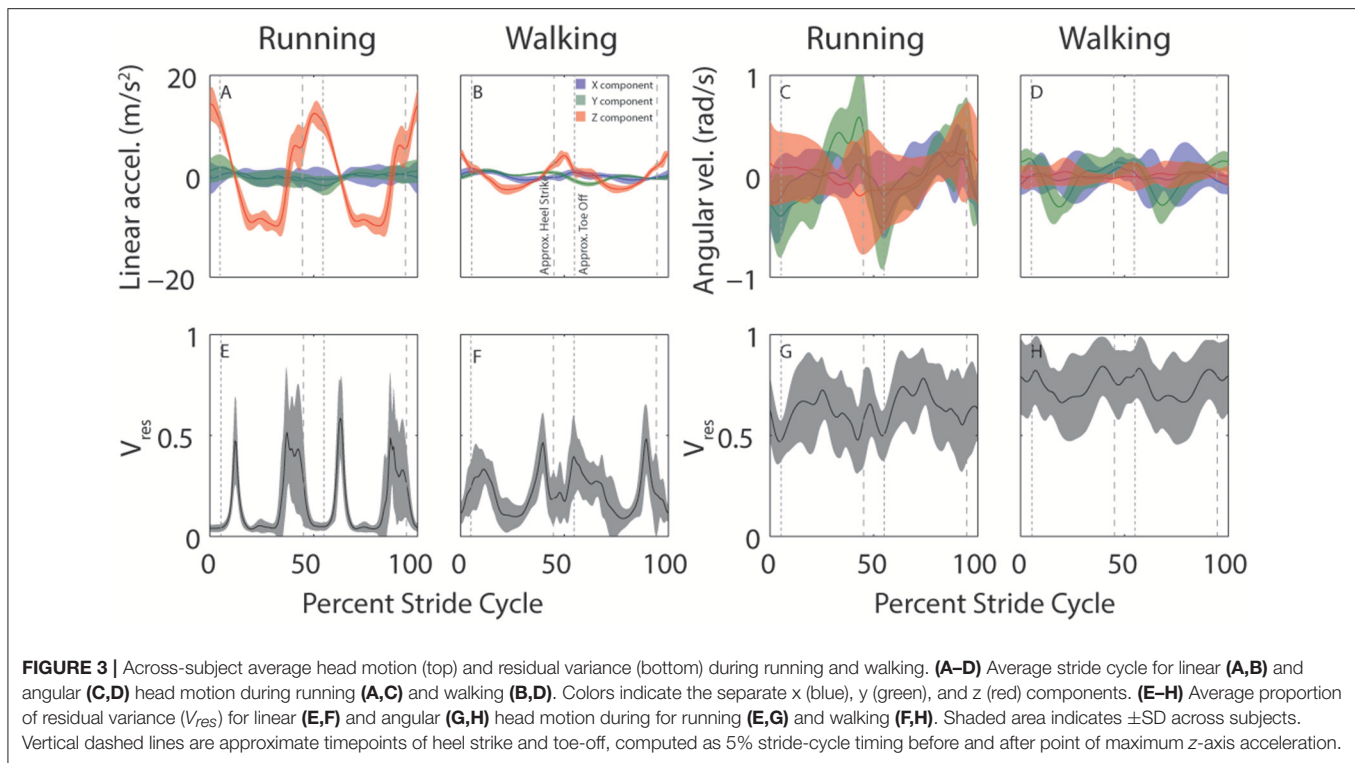 Running
Walking
Running
Walking
Linear accel. (m/s²)
20
0
−20
A
B
X component
Y component
Z component
Approx. Heel Strike
Approx. Toe Off
Angular vel. (rad/s)
1
0
−1
C
D
V_res
1
0.5
0
E
F
V_res
1
0.5
0
G
H
0
50
0
50
100
0
50
0
50
100
Percent Stride Cycle
Percent Stride Cycle
FIGURE 3 | Across-subject average head motion (top) and residual variance (bottom) during running and walking. (A–D) Average stride cycle for linear (A,B) and
angular (C,D) head motion during running (A,C) and walking (B,D). Colors indicate the separate x (blue), y (green), and z (red) components. (E–H) Average proportion
of residual variance (V_res) for linear (E,F) and angular (G,H) head motion during for running (E,G) and walking (F,H). Shaded area indicates ±SD across subjects.
Vertical dashed lines are approximate timepoints of heel strike and toe-off, computed as 5% stride-cycle timing before and after point of maximum z-axis acceleration.